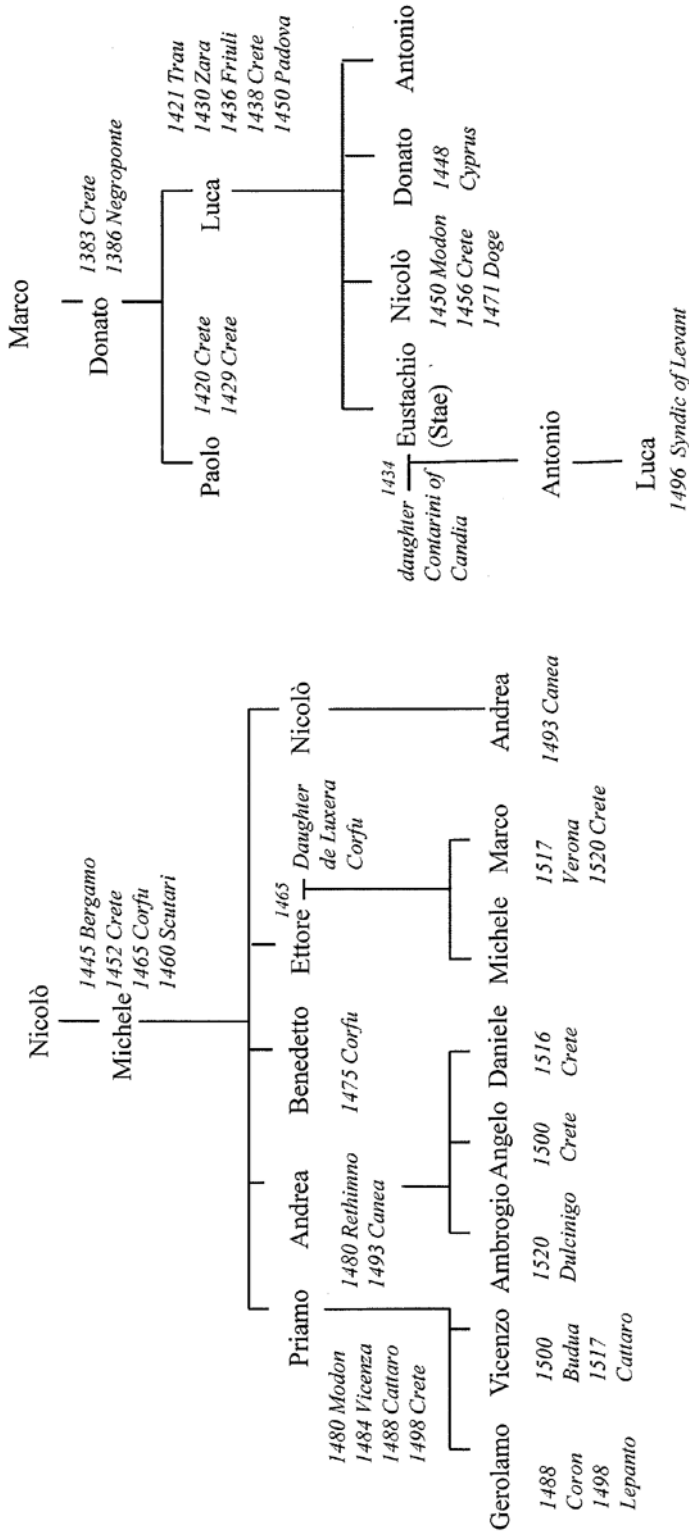 Nicolò
Michele
1445 Bergamo
1452 Crete
1465 Corfu
1460 Scutari
Priamo
1480 Modon
1484 Vicenza
1488 Cattaro
1498 Crete
Andrea
1480 Rethimno
1493 Canea
Benedetto
1475 Corfu
Ettore
1465
Daughter
de Luxera
Corfu
Nicolò
Gerolamo
1488
Coron
1498
Lepanto
Vicenzo
1500
Budua
1517
Cattaro
Ambrogio
1520
Dulcinigo
Angelo
1500
Crete
Daniele
1516
Crete
Michele
Marco
1517
Verona
1520 Crete
Andrea
1493 Canea
Marco
Donato
1383 Crete
1386 Negroponte
Paolo
1420 Crete
1429 Crete
Luca
1421 Trau
1430 Zara
1436 Friuli
1438 Crete
1450 Padova
daughter
Contarini of
Candia
1434
Eustachio
(Stae)
Nicolò
1450 Modon
1456 Crete
1471 Doge
Donato
1448
Cyprus
Antonio
Antonio
Luca
1496 Syndic of Levant